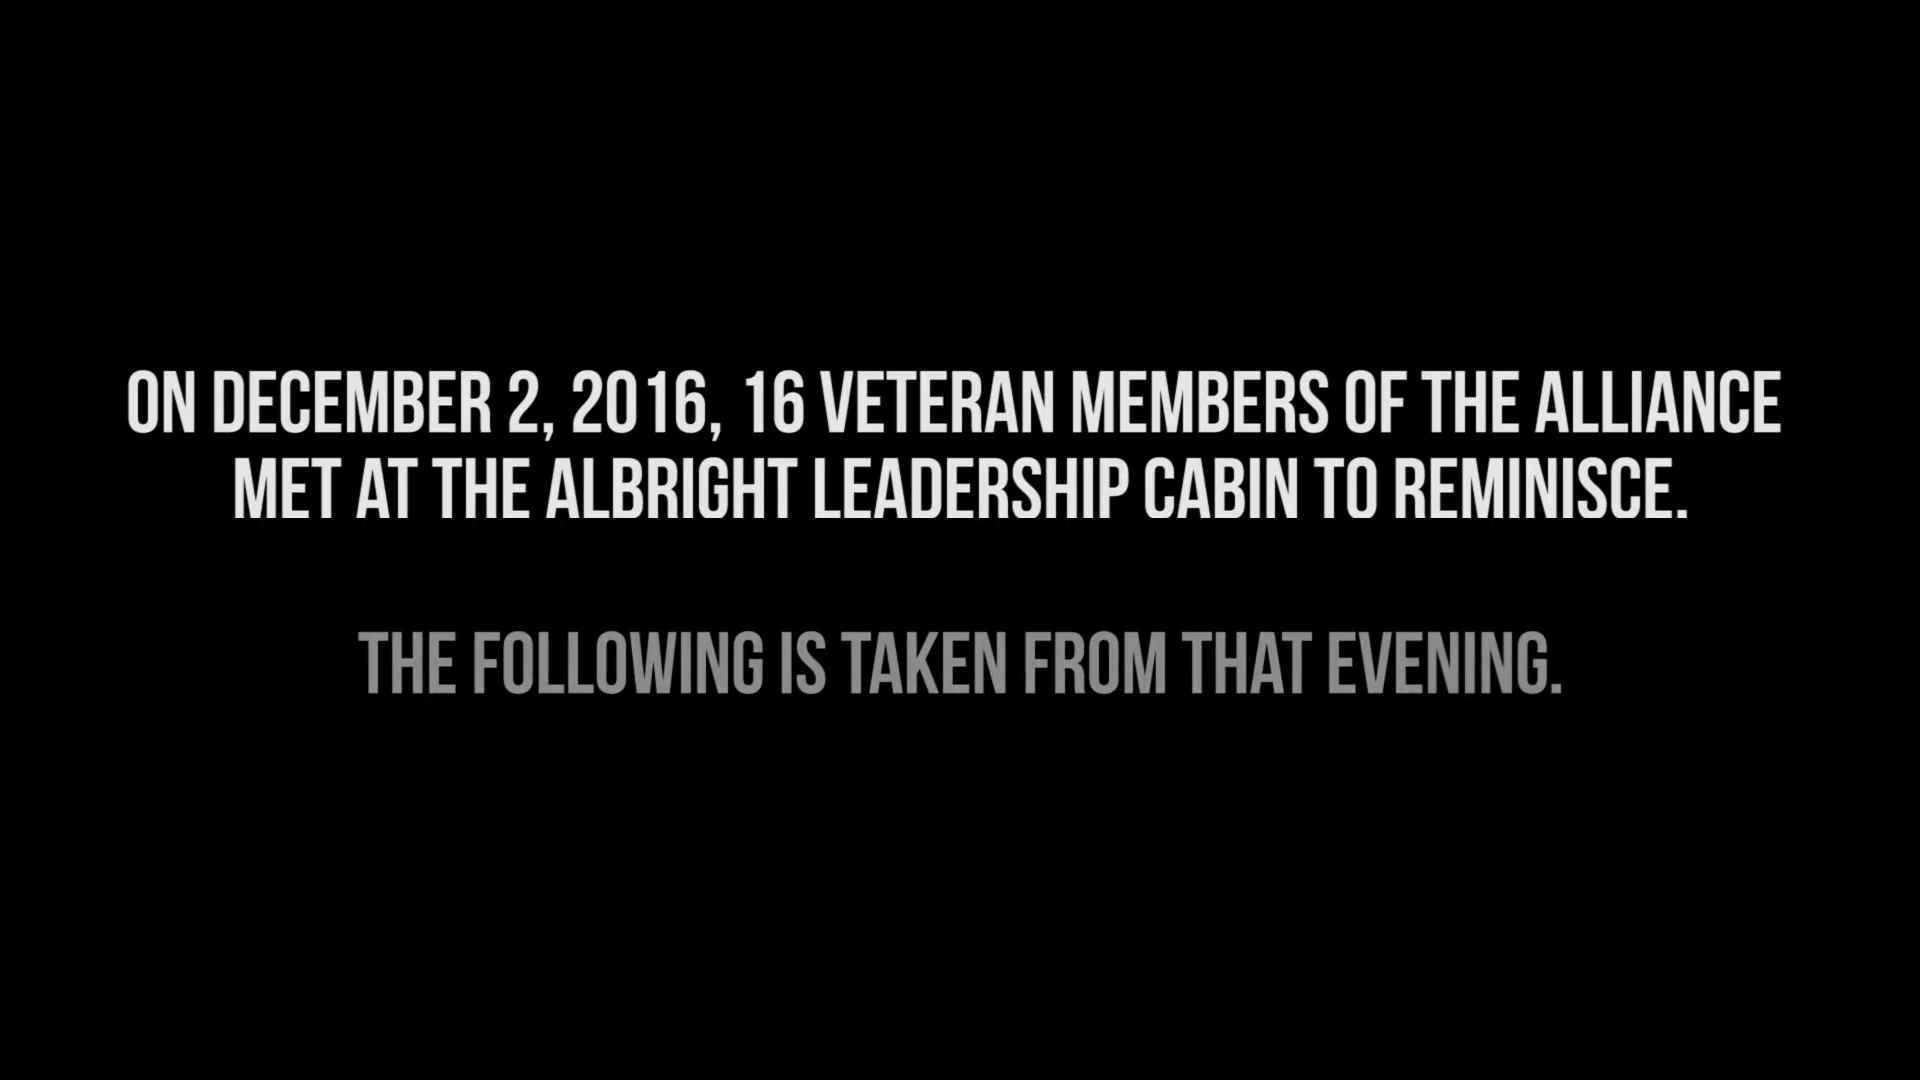 ON DECEMBER 2, 2016, 16 VETERAN MEMBERS OF THE ALLIANCE
MET AT THE ALBRIGHT LEADERSHIP CABIN TO REMINISCE.
THE FOLLOWING IS TAKEN FROM THAT EVENING.